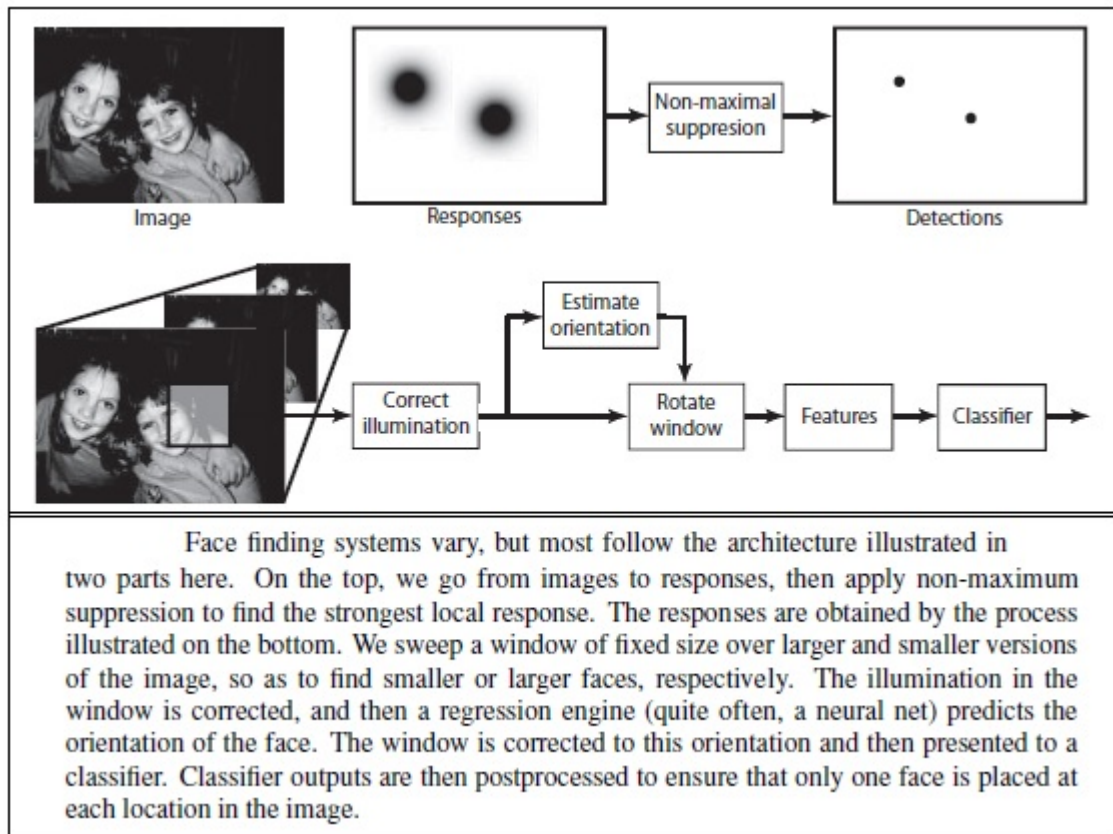 Image
Responses
Non-maximal
suppresion
Detections
Estimate
orientation
Correct
illumination
Rotate
window
Features
Classifier
Face finding systems vary, but most follow the architecture illustrated in
two parts here. On the top, we go from images to responses, then apply non-maximum
suppression to find the strongest local response. The responses are obtained by the process
illustrated on the bottom. We sweep a window of fixed size over larger and smaller versions
of the image, so as to find smaller or larger faces, respectively. The illumination in the
window is corrected, and then a regression engine (quite often, a neural net) predicts the
orientation of the face. The window is corrected to this orientation and then presented to a
classifier. Classifier outputs are then postprocessed to ensure that only one face is placed at
each location in the image.